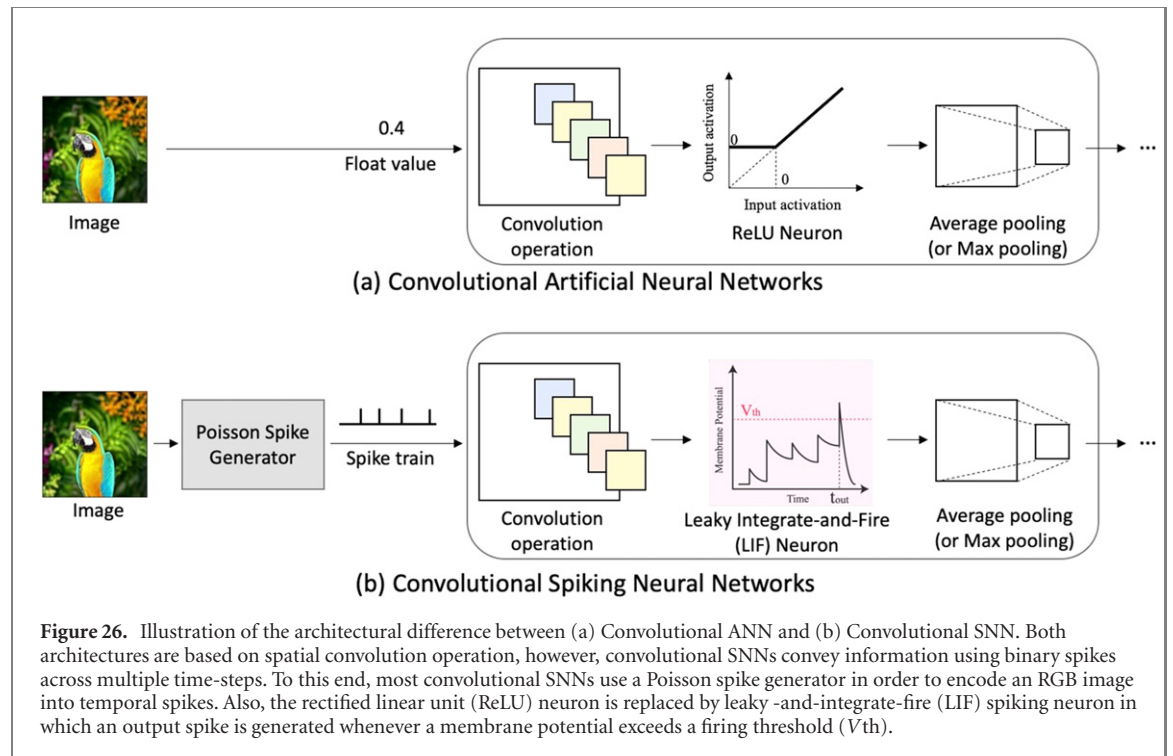 Image
0.4
Float value
Convolution
operation
Output activation
0
0
Input activation
ReLU Neuron
Average pooling
(or Max pooling)
...
(a) Convolutional Artificial Neural Networks
Image
Poisson Spike
Generator
Spike train
Convolution
operation
Membrane Potential
Vth
Time
tout
Leaky Integrate-and-Fire
(LIF) Neuron
Average pooling
(or Max pooling)
...
(b) Convolutional Spiking Neural Networks
Figure 26. Illustration of the architectural difference between (a) Convolutional ANN and (b) Convolutional SNN. Both
architectures are based on spatial convolution operation, however, convolutional SNNs convey information using binary spikes
across multiple time-steps. To this end, most convolutional SNNs use a Poisson spike generator in order to encode an RGB image
into temporal spikes. Also, the rectified linear unit (ReLU) neuron is replaced by leaky -and-integrate-fire (LIF) spiking neuron in
which an output spike is generated whenever a membrane potential exceeds a firing threshold (Vth).